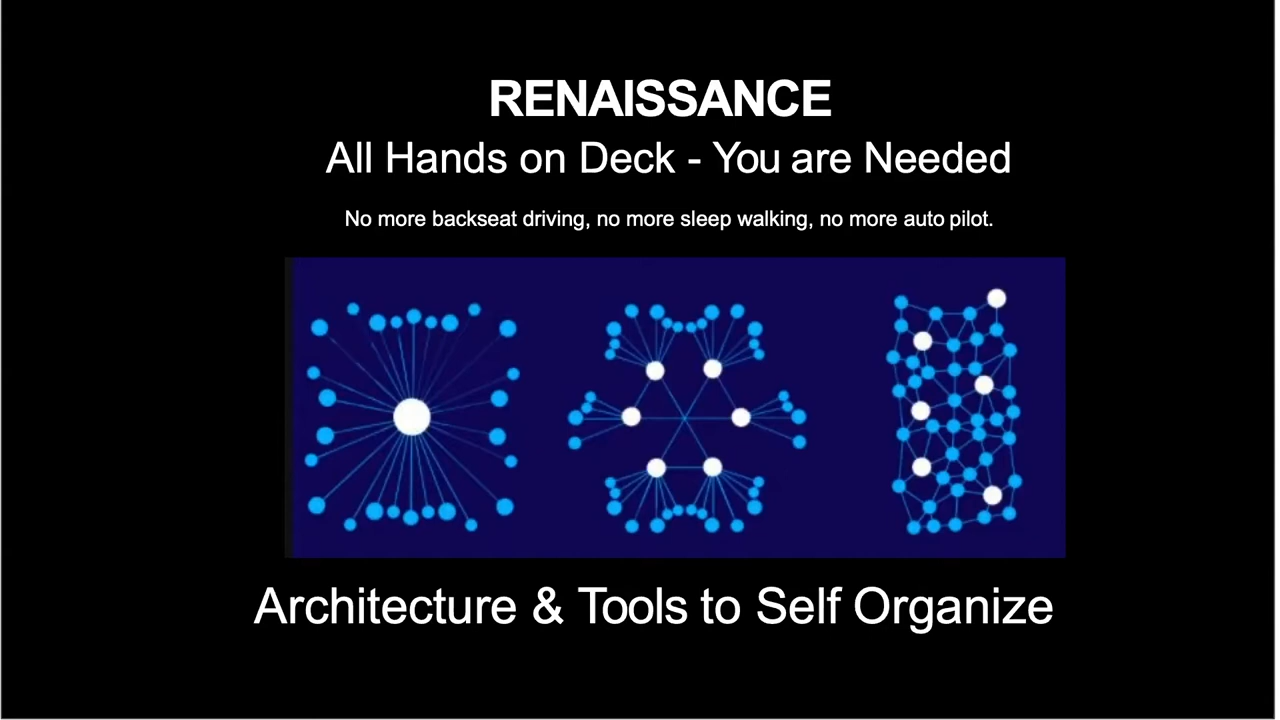 RENAISSANCE
All Hands on Deck - You are Needed
No more backseat driving, no more sleep walking, no more auto pilot.
Architecture & Tools to Self Organize